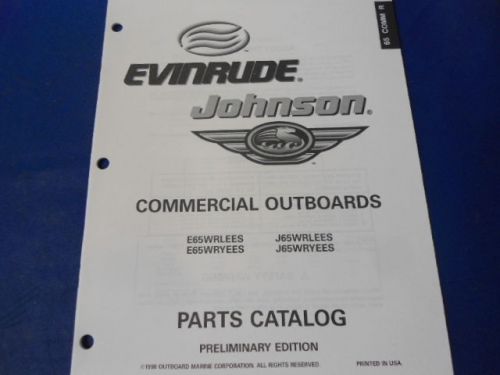 65 COMM R
EVINRUDE®
Johnson®
COMMERCIAL OUTBOARDS
E65WRLEES J65WRLEES
E65WRYEES J65WRYEES
PARTS CATALOG
PRELIMINARY EDITION
©1998 OUTBOARD MARINE CORPORATION. ALL RIGHTS RESERVED. PRINTED IN USA.